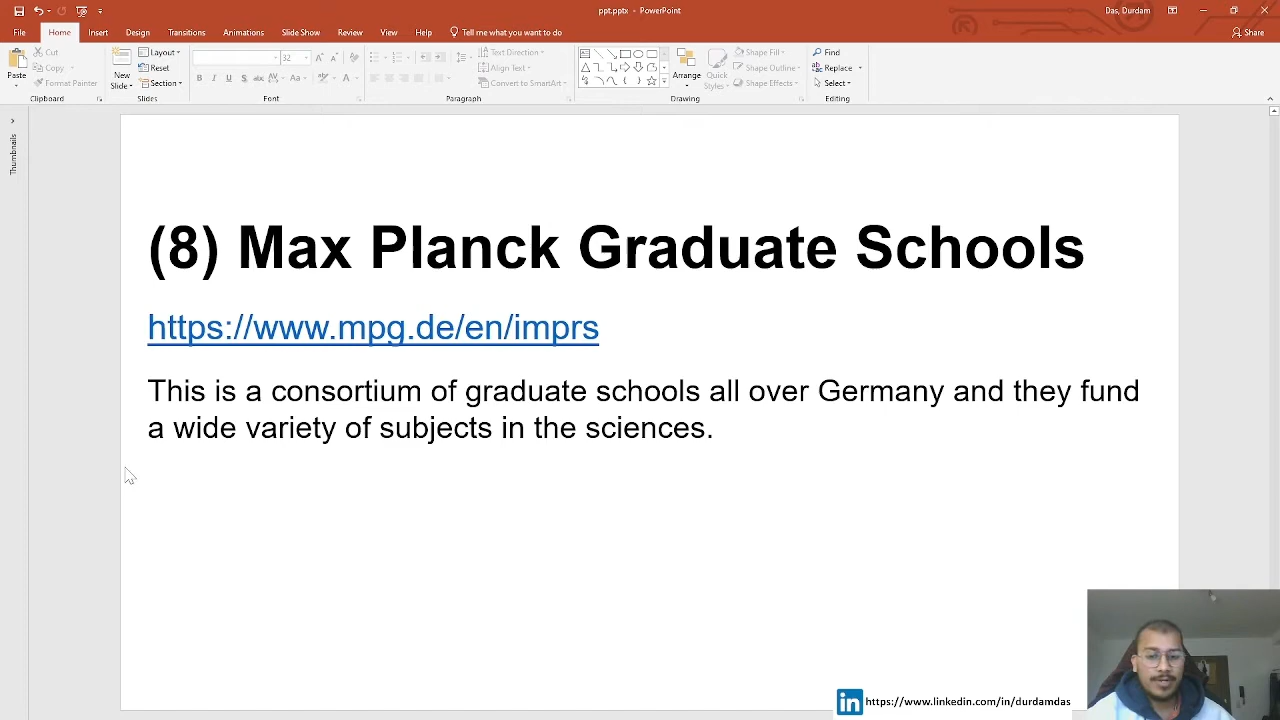 ppt.pptx - PowerPoint
Das, Durdam
File Home Insert Design Transitions Animations Slide Show Review View Help Tell me what you want to do
Share
Paste
Cut
Copy
Format Painter
Clipboard
New
Slide
Layout
Reset
Section
Slides
32
Font
Text Direction
Align Text
Convert to SmartArt
Paragraph
Arrange
Quick
Styles
Shape Fill
Shape Outline
Shape Effects
Drawing
Find
Replace
Select
Editing
Thumbnails
(8) Max Planck Graduate Schools
https://www.mpg.de/en/imprs
This is a consortium of graduate schools all over Germany and they fund
a wide variety of subjects in the sciences.
in https://www.linkedin.com/in/durdamdas